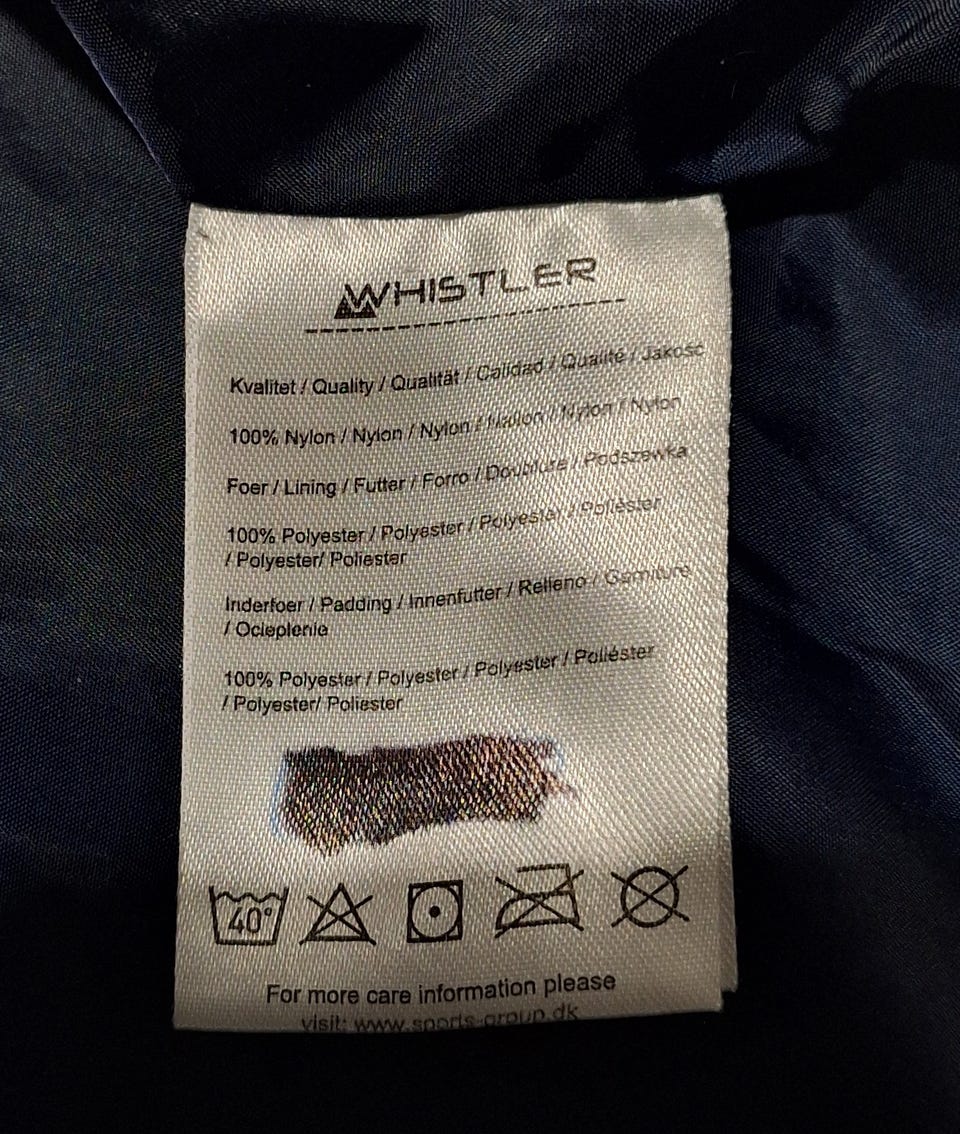 WHISTLER
Kvalitet / Quality / Qualität / Calidad / Qualité / Jakość
100% Nylon / Nylon / Nylon / Nailon / Nylon / Nylon
Foer / Lining / Futter / Forro / Doublure / Podszewka
100% Polyester / Polyester / Polyester / Poliéster
/ Polyester/ Poliester
Inderfoer / Padding / Innenfutter / Relleno / Garniture
/ Ocieplenie
100% Polyester / Polyester / Polyester / Poliéster
/ Polyester/ Poliester
40°
For more care information please
visit: www.sports-group.dk